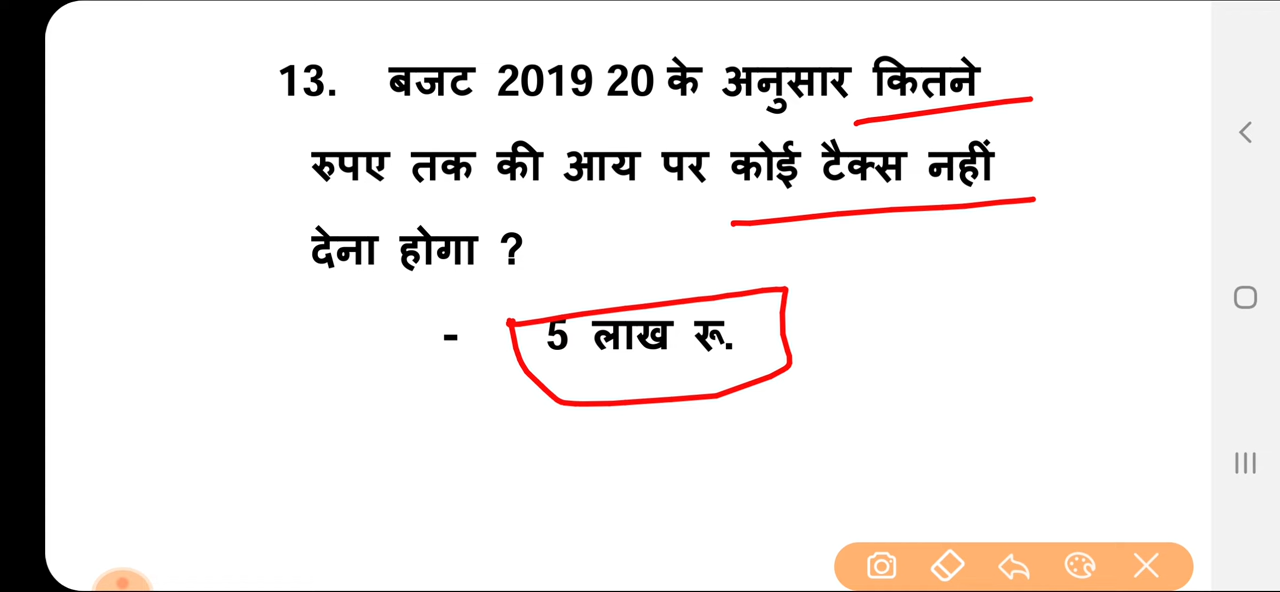 13. बजट 2019 20 के अनुसार कितने
रुपए तक की आय पर कोई टैक्स नहीं
देना होगा ?
- 5 लाख रू.